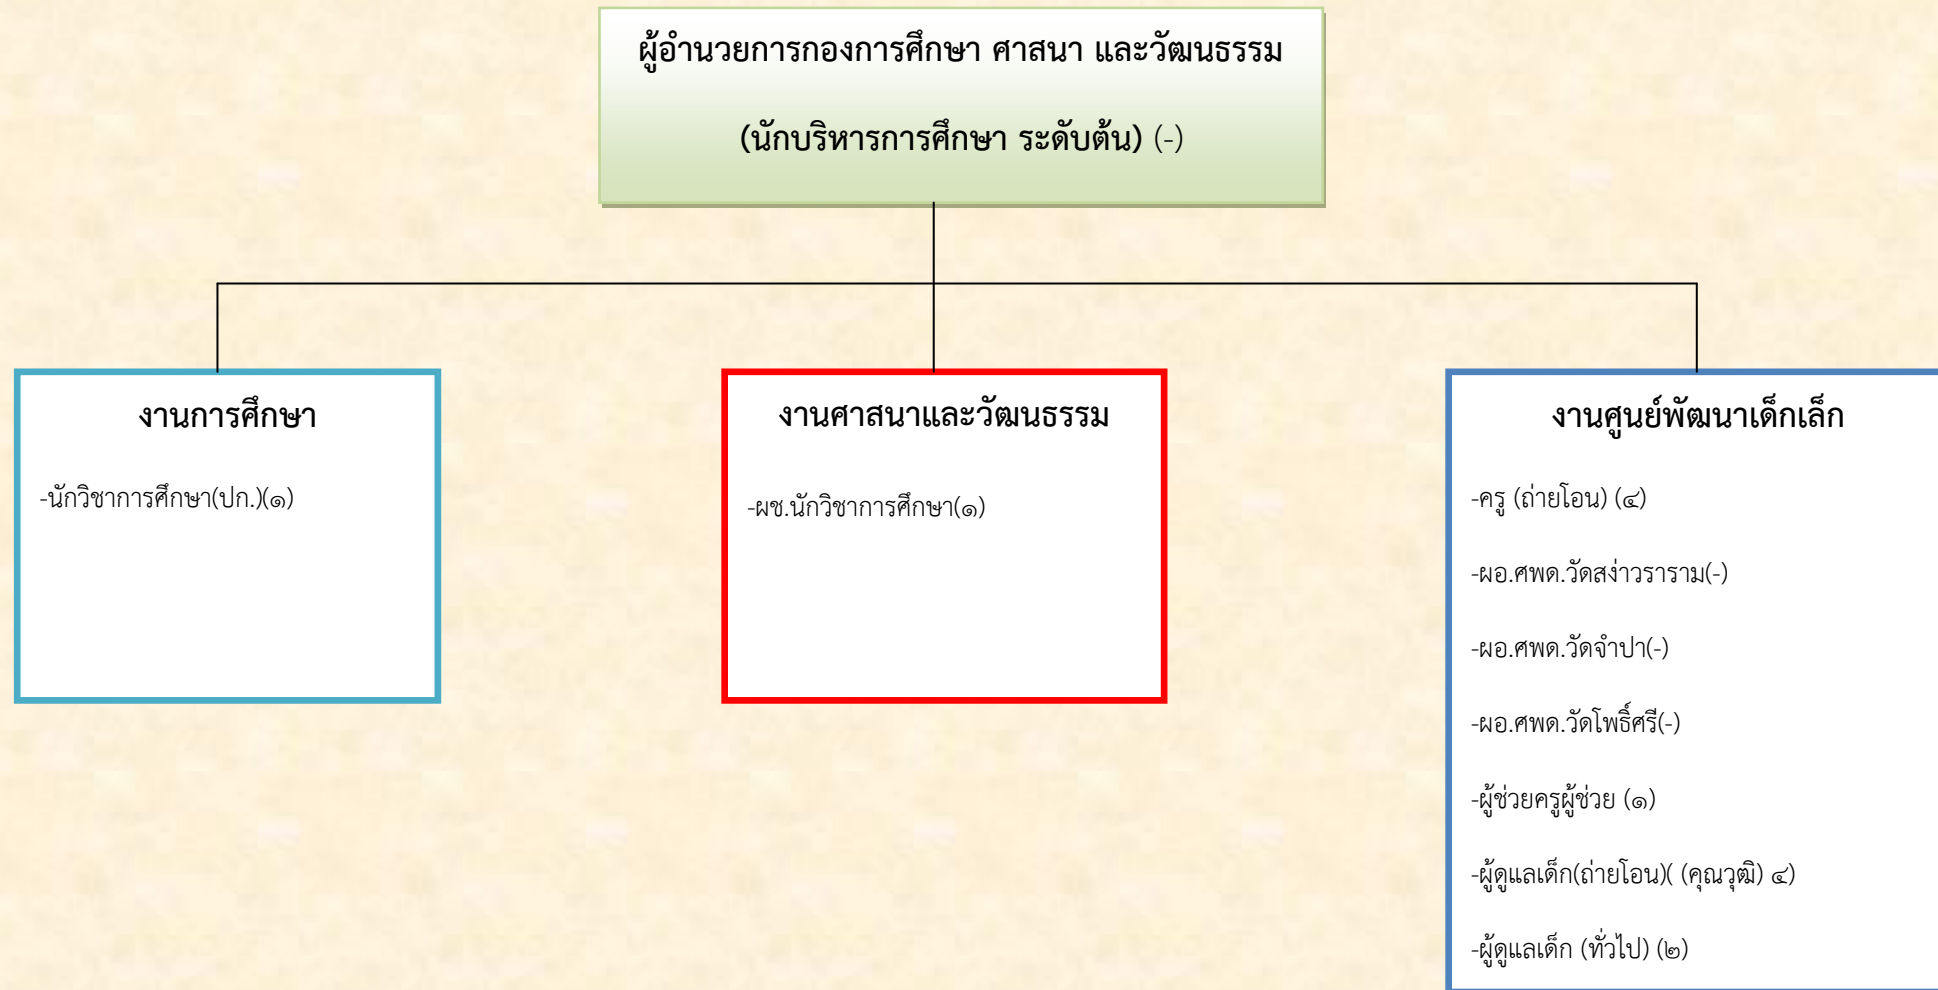 ผู้อำนวยการกองการศึกษา ศาสนา และวัฒนธรรม
(นักบริหารการศึกษา ระดับต้น) (-)
งานการศึกษา
-นักวิชาการศึกษา(ปก.)(๑)
งานศาสนาและวัฒนธรรม
-ผช.นักวิชาการศึกษา(๑)
งานศูนย์พัฒนาเด็กเล็ก
-ครู (ถ่ายโอน) (๔)
-ผอ.ศพด.วัดสง่าวราราม(-)
-ผอ.ศพด.วัดจำปา(-)
-ผอ.ศพด.วัดโพธิ์ศรี(-)
-ผู้ช่วยครูผู้ช่วย (๑)
-ผู้ดูแลเด็ก(ถ่ายโอน)( (คุณวุฒิ) ๔)
-ผู้ดูแลเด็ก (ทั่วไป) (๒)